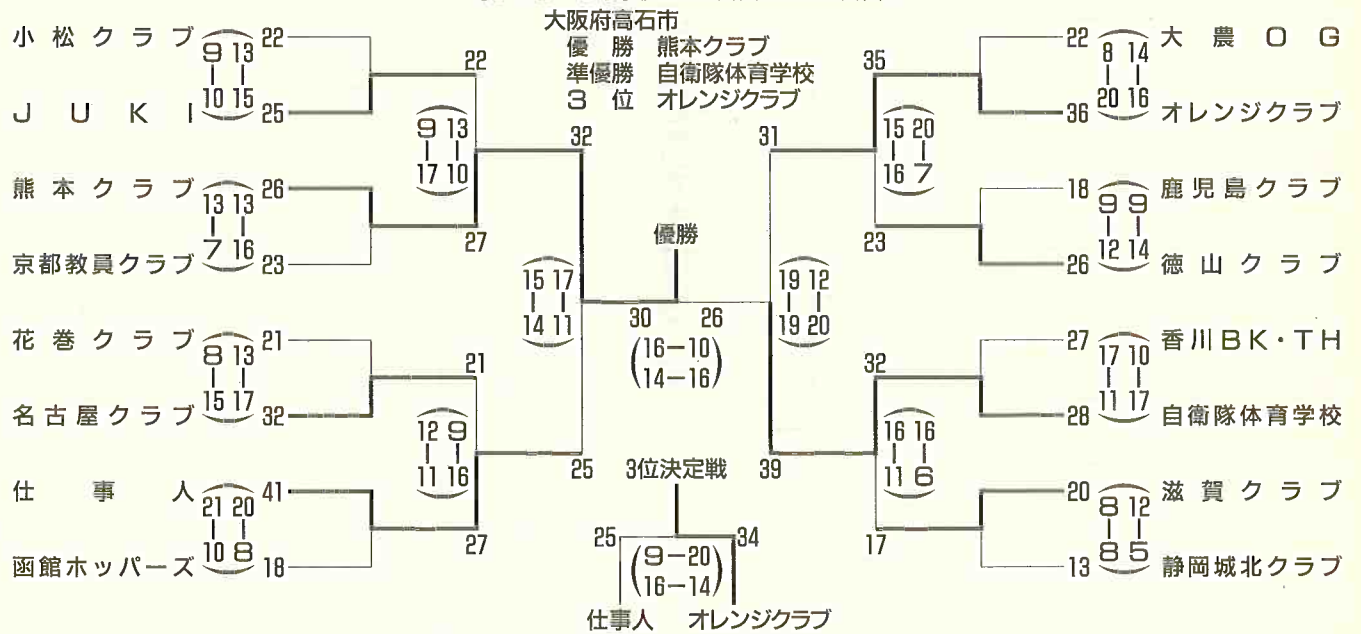 大阪府高石市
優勝 熊本クラブ
準優勝 自衛隊体育学校
3位 オレンジクラブ
小松クラブ 22
9 13
10 15
JUKI 25
22
熊本クラブ 26
13 13
7 16
京都教員クラブ 23
27
9 13
17 10
32
花巻クラブ 21
8 13
15 17
名古屋クラブ 32
21
仕事人 41
21 20
10 8
函館ホッパーズ 18
27
12 9
11 16
25
15 17
14 11
優勝
30 26
(16-10)
(14-16)
3位決定戦
25 34
(9-20)
(16-14)
仕事人 オレンジクラブ
22 大農OG
8 14
20 16
36 オレンジクラブ
35
18 鹿児島クラブ
9 9
12 14
26 徳山クラブ
23
15 20
16 7
31
27 香川BK・TH
17 10
11 17
28 自衛隊体育学校
32
20 滋賀クラブ
8 12
8 5
13 静岡城北クラブ
17
16 16
11 6
39
19 12
19 20